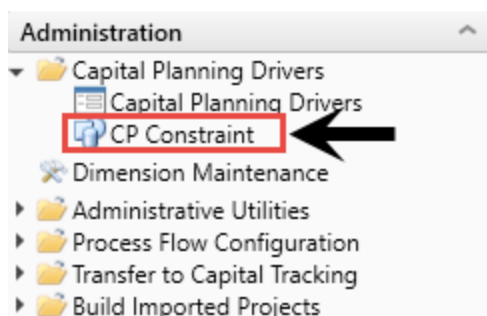 Administration
Capital Planning Drivers
Capital Planning Drivers
CP Constraint
Dimension Maintenance
Administrative Utilities
Process Flow Configuration
Transfer to Capital Tracking
Build Imported Projects